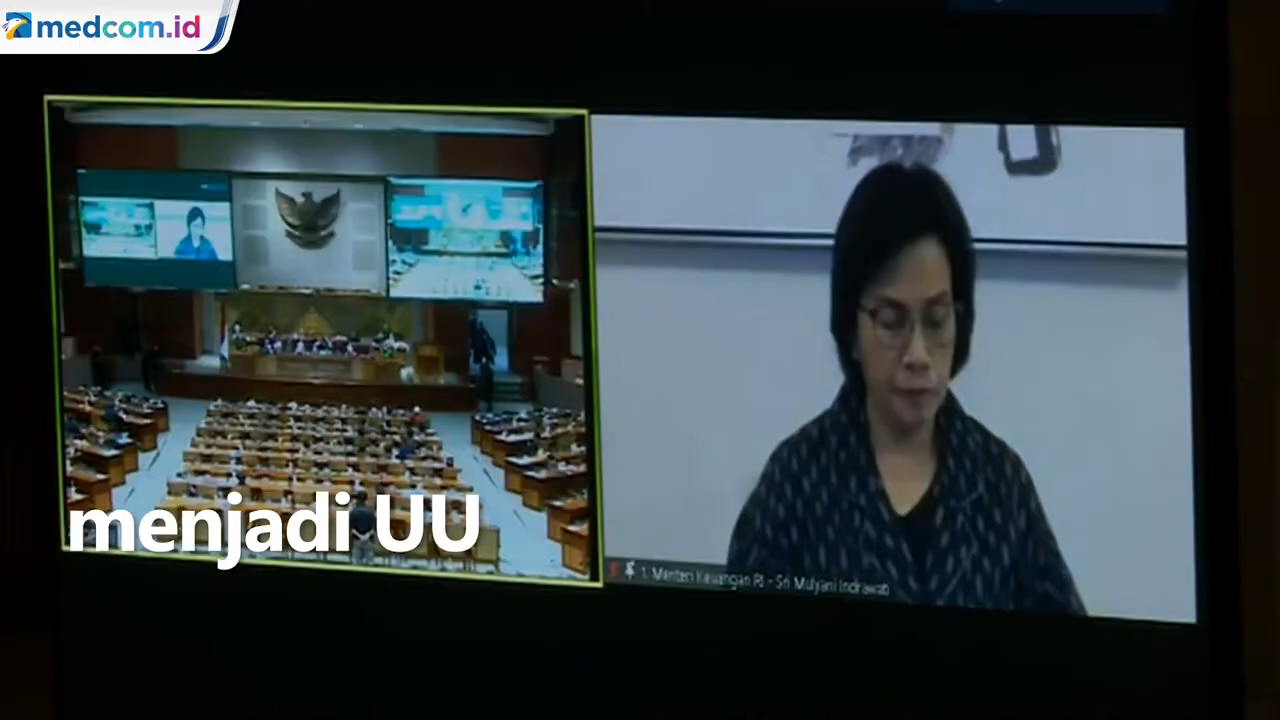 medcom.id
menjadi UU
1. Menteri Keuangan RI - Sri Mulyani Indrawati